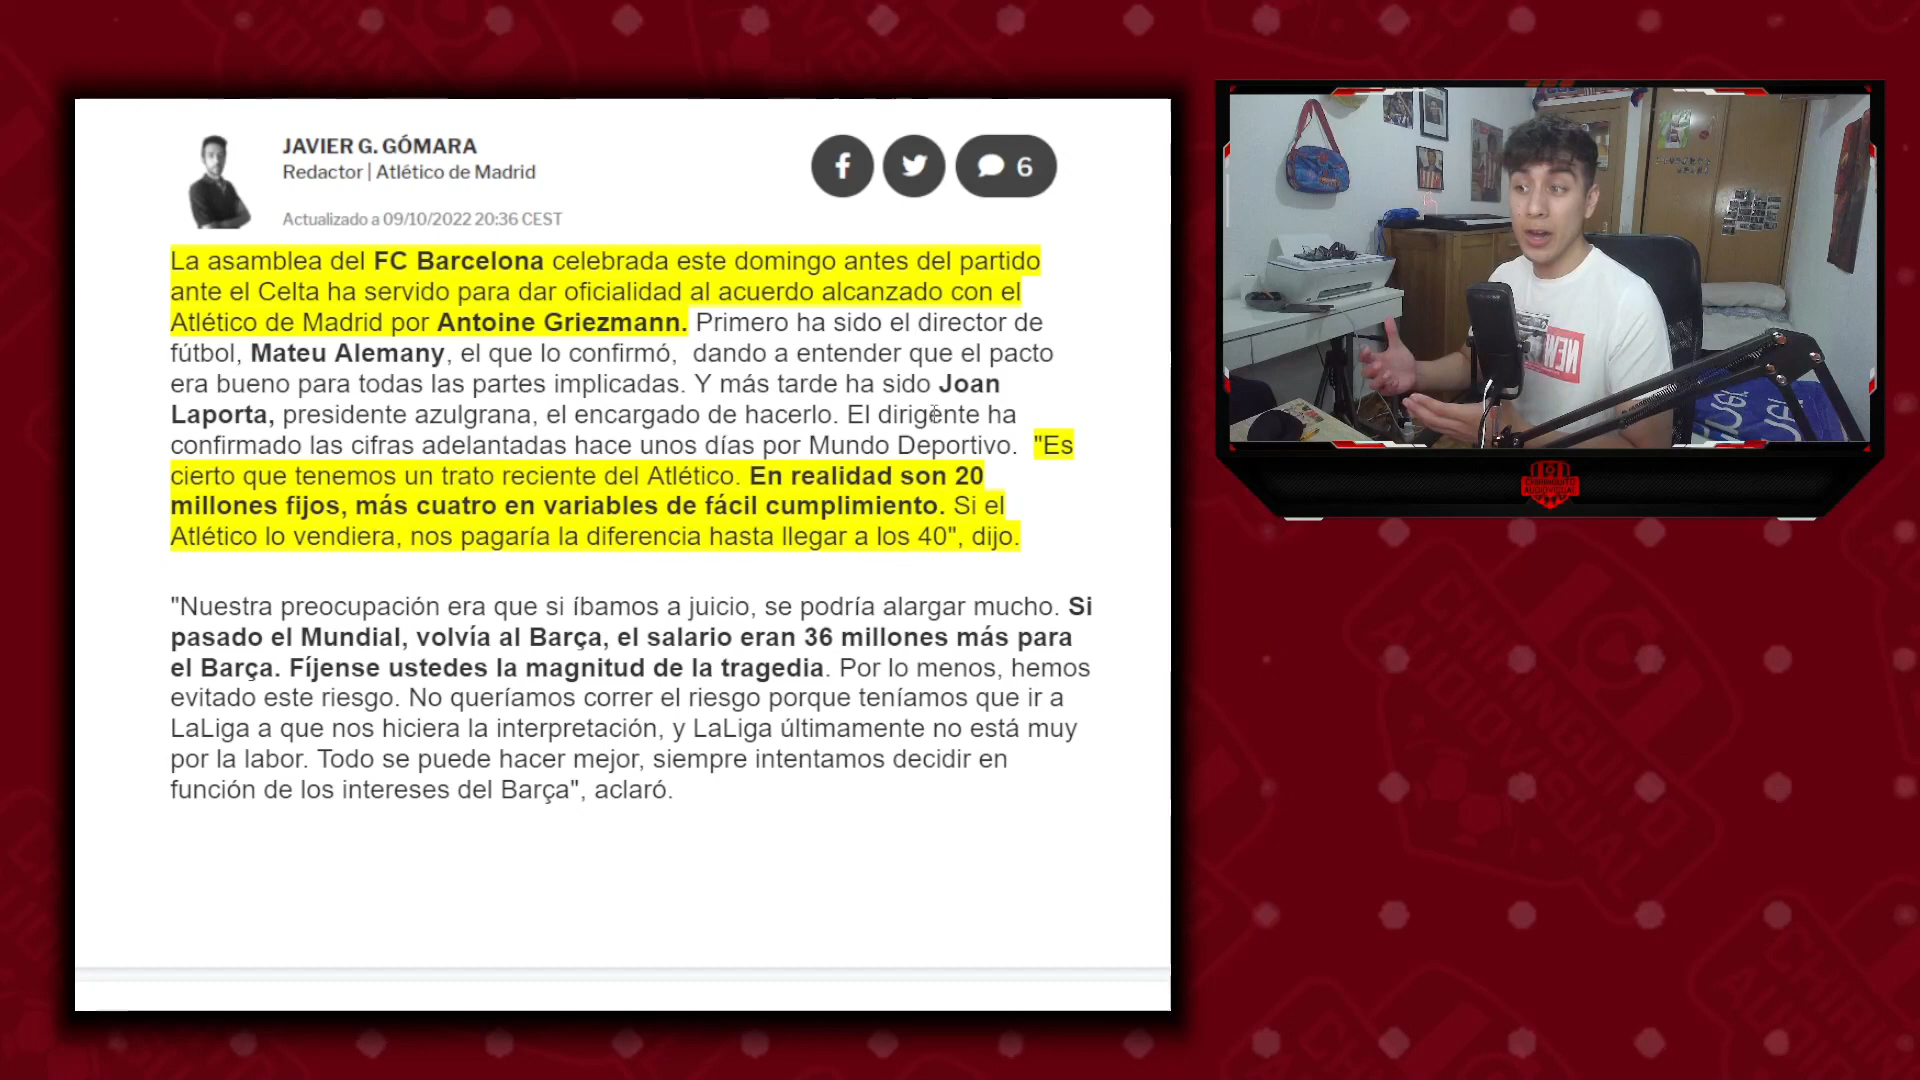 JAVIER G. GÓMARA
Redactor | Atlético de Madrid
6
Actualizado a 09/10/2022 20:36 CEST
La asamblea del FC Barcelona celebrada este domingo antes del partido
ante el Celta ha servido para dar oficialidad al acuerdo alcanzado con el
Atlético de Madrid por Antoine Griezmann. Primero ha sido el director de
fútbol, Mateu Alemany, el que lo confirmó, dando a entender que el pacto
era bueno para todas las partes implicadas. Y más tarde ha sido Joan
Laporta, presidente azulgrana, el encargado de hacerlo. El dirigente ha
confirmado las cifras adelantadas hace unos días por Mundo Deportivo. "Es
cierto que tenemos un trato reciente del Atlético. En realidad son 20
millones fijos, más cuatro en variables de fácil cumplimiento. Si el
Atlético lo vendiera, nos pagaría la diferencia hasta llegar a los 40", dijo.
"Nuestra preocupación era que si íbamos a juicio, se podría alargar mucho. Si
pasado el Mundial, volvía al Barça, el salario eran 36 millones más para
el Barça. Fíjense ustedes la magnitud de la tragedia. Por lo menos, hemos
evitado este riesgo. No queríamos correr el riesgo porque teníamos que ir a
LaLiga a que nos hiciera la interpretación, y LaLiga últimamente no está muy
por la labor. Todo se puede hacer mejor, siempre intentamos decidir en
función de los intereses del Barça", aclaró.
CHIRINGUITO
AUDIOVISUAL